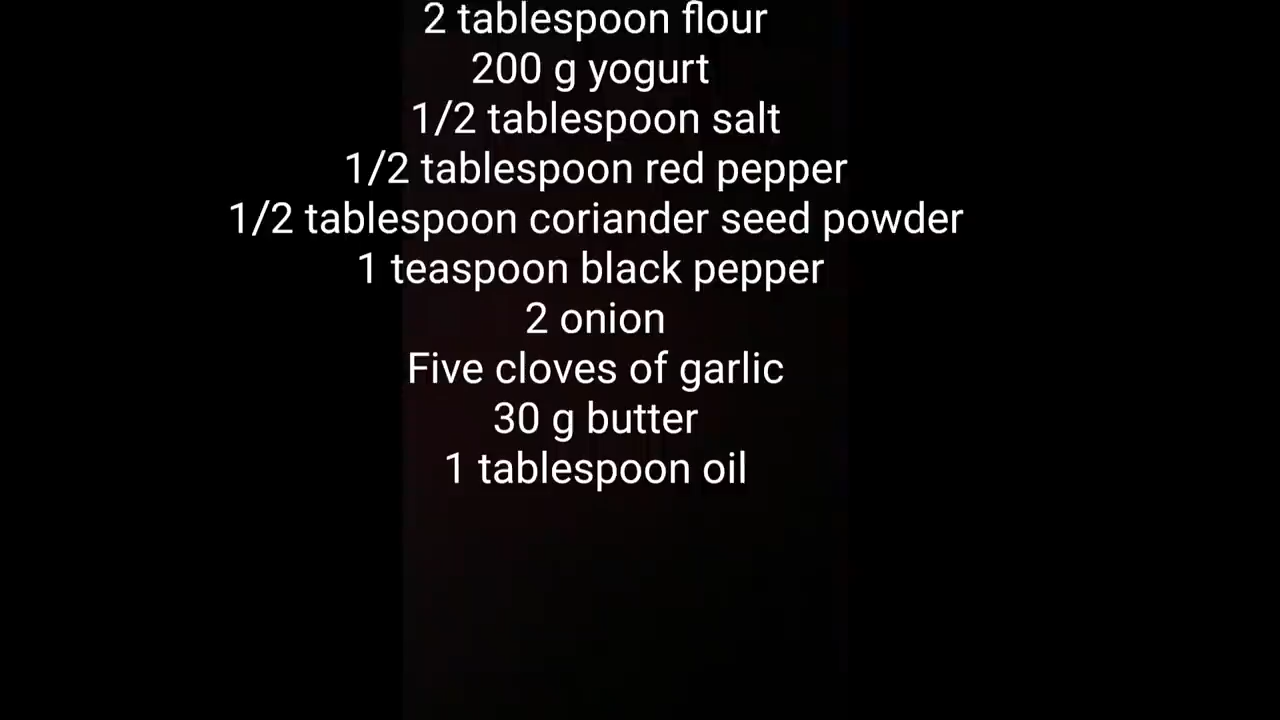 2 tablespoon flour
200 g yogurt
1/2 tablespoon salt
1/2 tablespoon red pepper
1/2 tablespoon coriander seed powder
1 teaspoon black pepper
2 onion
Five cloves of garlic
30 g butter
1 tablespoon oil